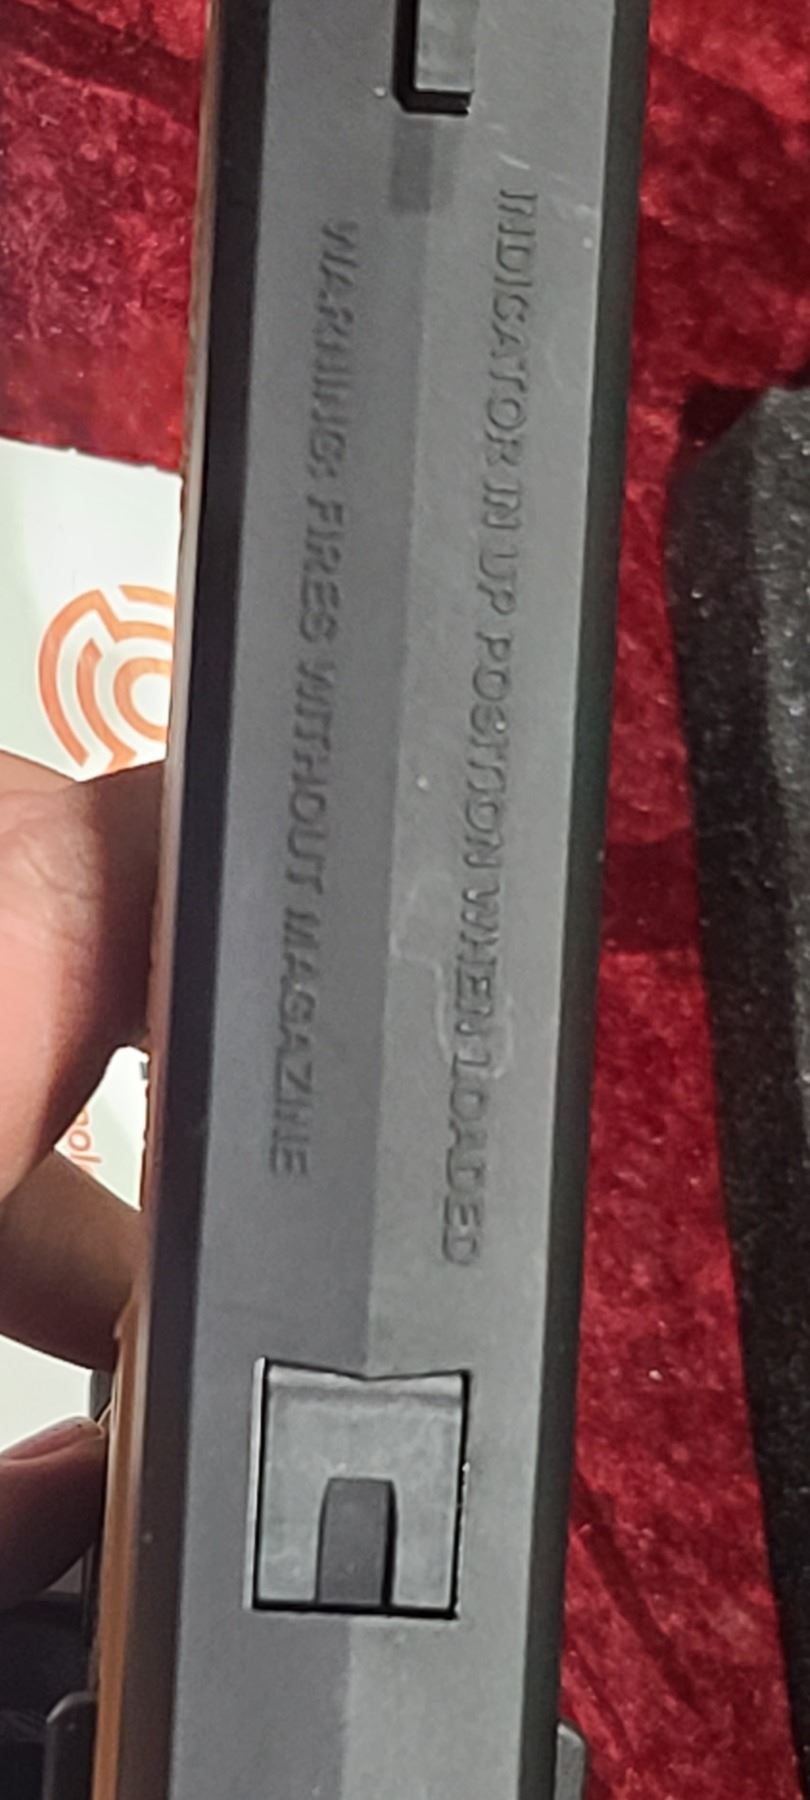 INDICATOR IN UP POSITION WHEN LOADED
WARNING: FIRES WITHOUT MAGAZINE